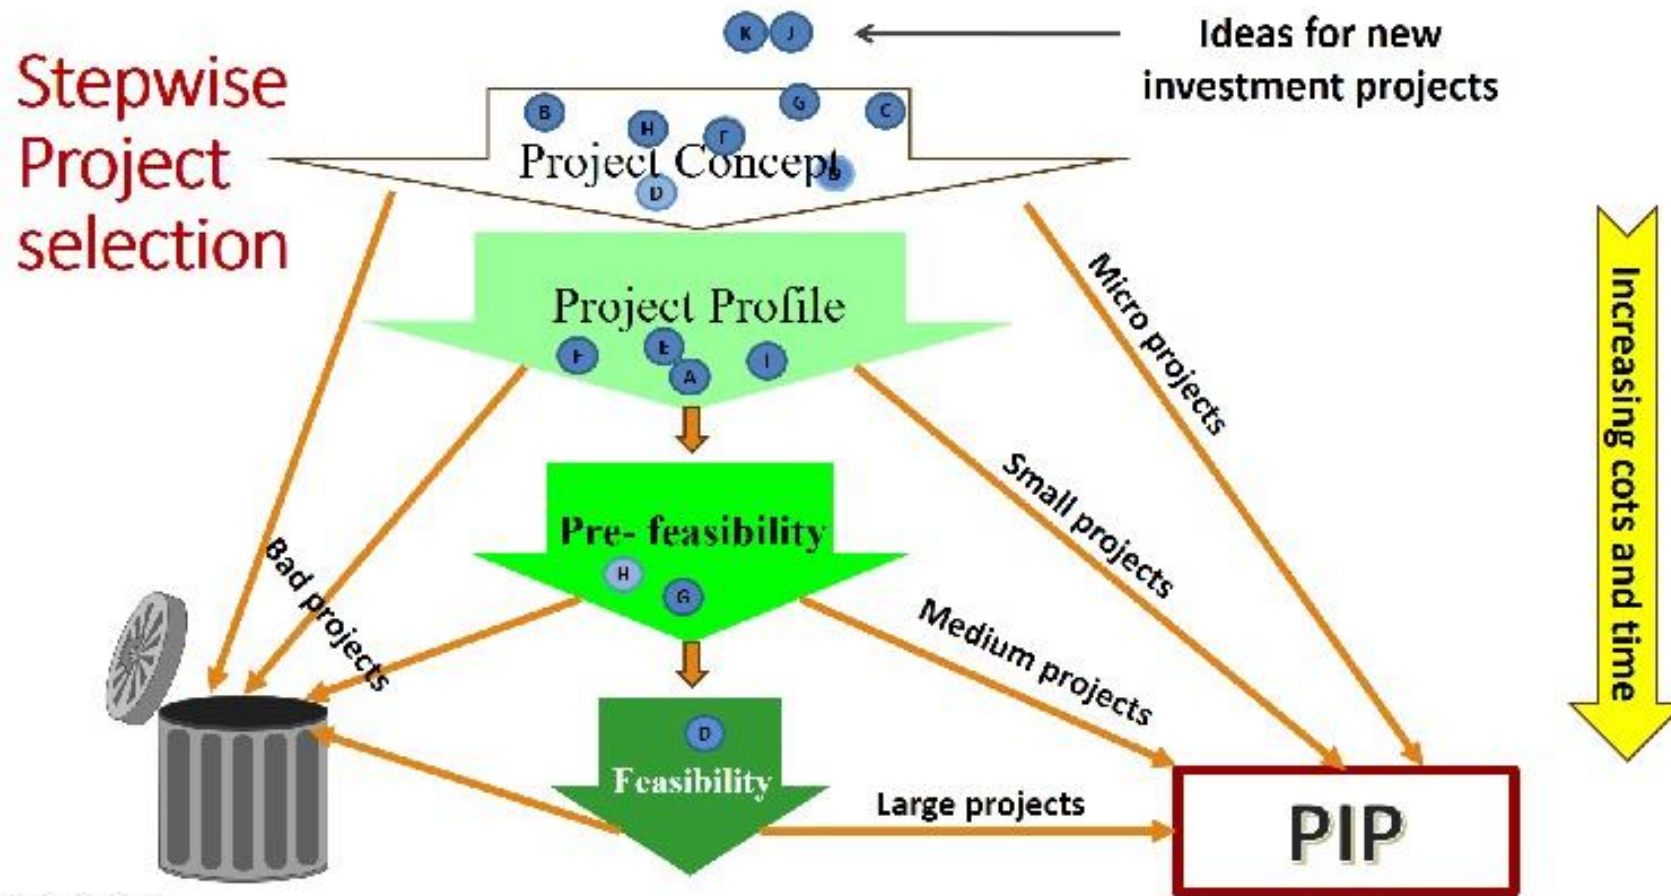 Stepwise
Project
selection
K
J
Ideas for new
investment projects
B
H
G
C
Project Concept
D
Project Profile
E
A
I
Pre- feasibility
H
G
D
Feasibility
Bad projects
Micro projects
Small projects
Medium projects
Large projects
PIP
Increasing cots and time